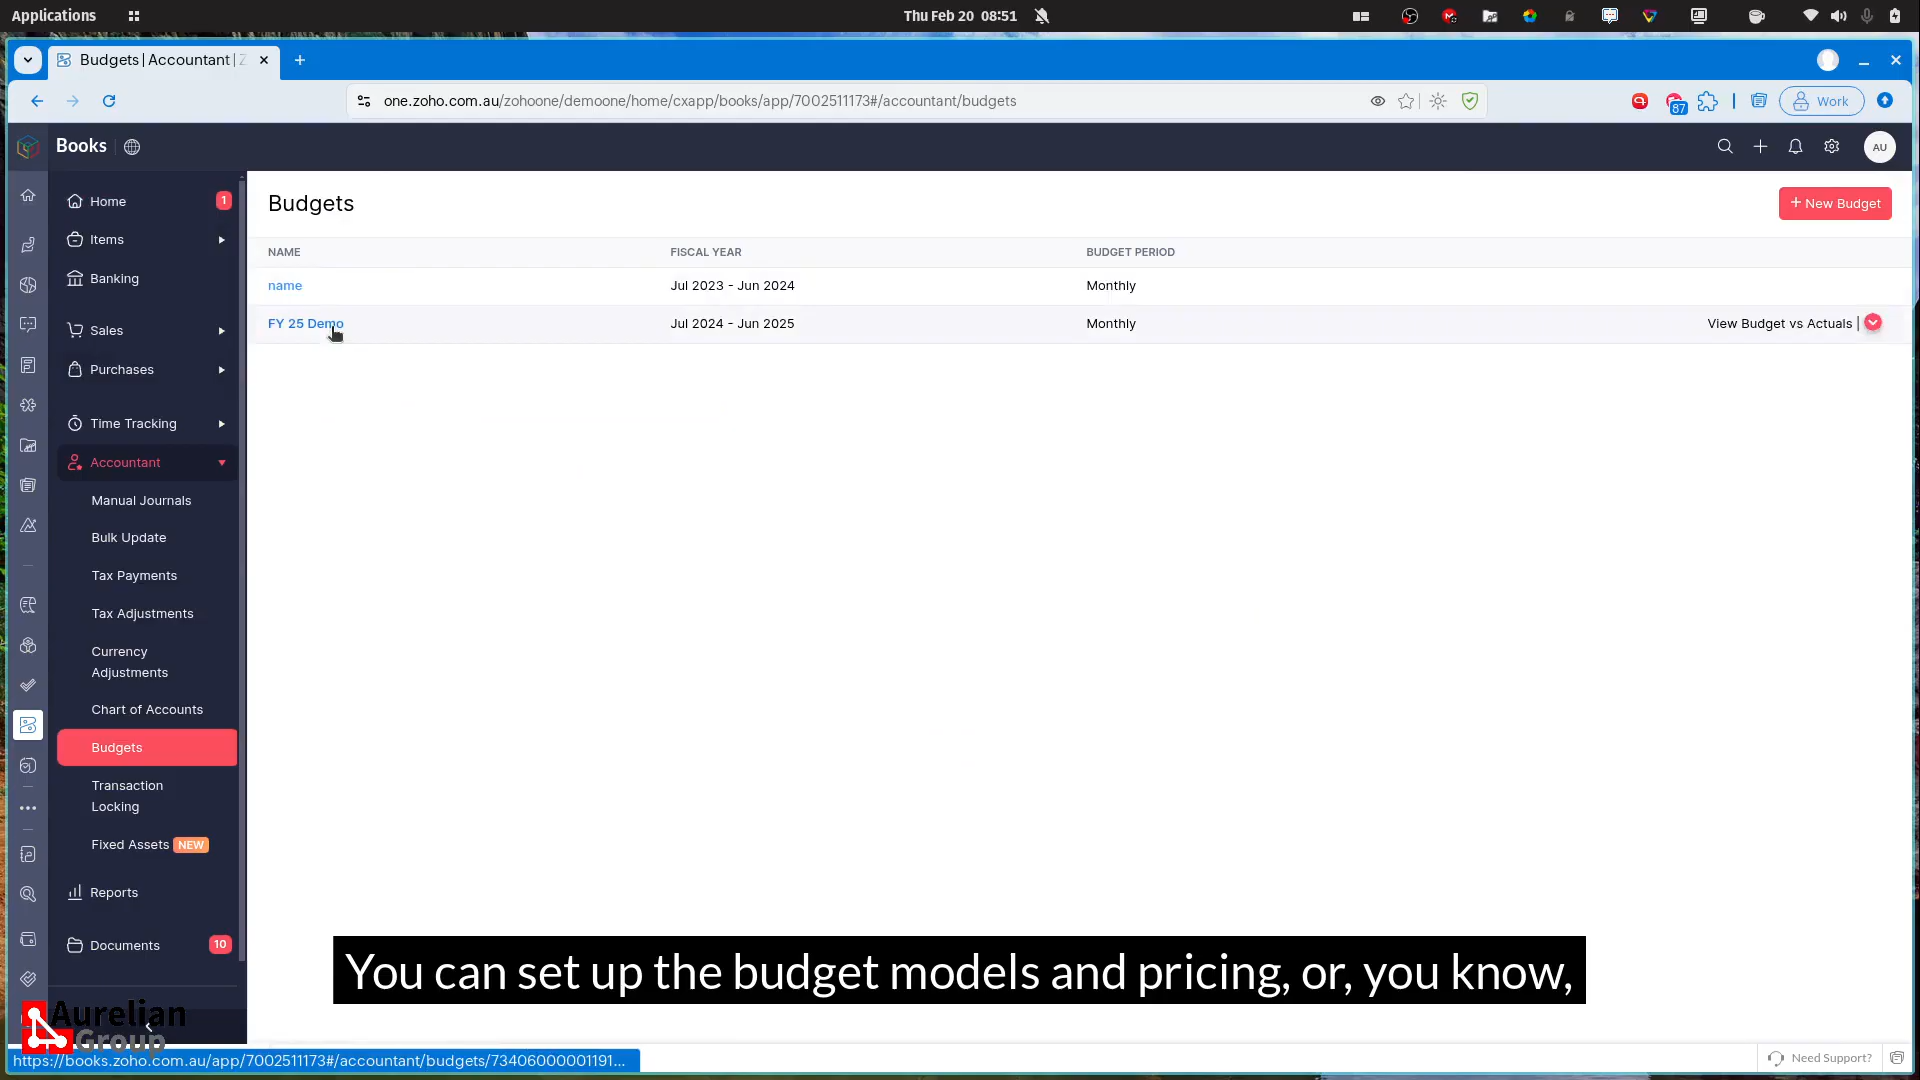 Applications
Thu Feb 20 08:51
Budgets | Accountant | Z
one.zoho.com.au/zohoone/demoone/home/cxapp/books/app/7002511173#/accountant/budgets
87
Work
Books
AU
Home 1
Items
Banking
Sales
Purchases
Time Tracking
Accountant
Manual Journals
Bulk Update
Tax Payments
Tax Adjustments
Currency
Adjustments
Chart of Accounts
Budgets
Transaction
Locking
Fixed Assets NEW
Reports
Documents 10
Budgets
+ New Budget
NAME FISCAL YEAR BUDGET PERIOD
name Jul 2023 - Jun 2024 Monthly
FY 25 Demo Jul 2024 - Jun 2025 Monthly View Budget vs Actuals |
You can set up the budget models and pricing, or, you know,
Aurelian
Group
https://books.zoho.com.au/app/7002511173#/accountant/budgets/73406000001191...
Need Support?